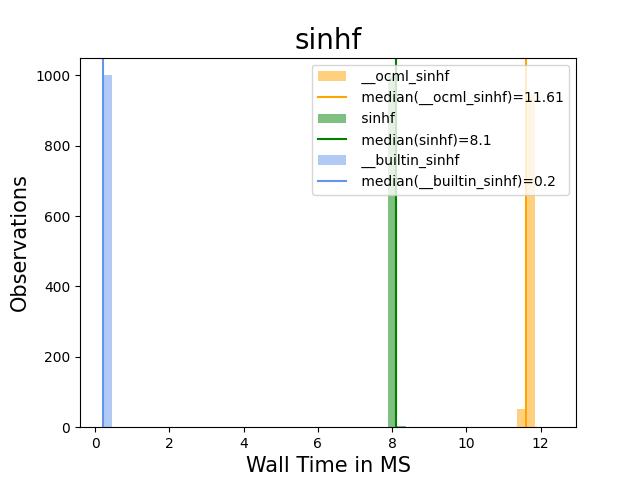 sinhf
Observations
1000
800
600
400
200
0
__ocml_sinhf
median(__ocml_sinhf)=11.61
sinhf
median(sinhf)=8.1
__builtin_sinhf
median(__builtin_sinhf)=0.2
0 2 4 6 8 10 12
Wall Time in MS